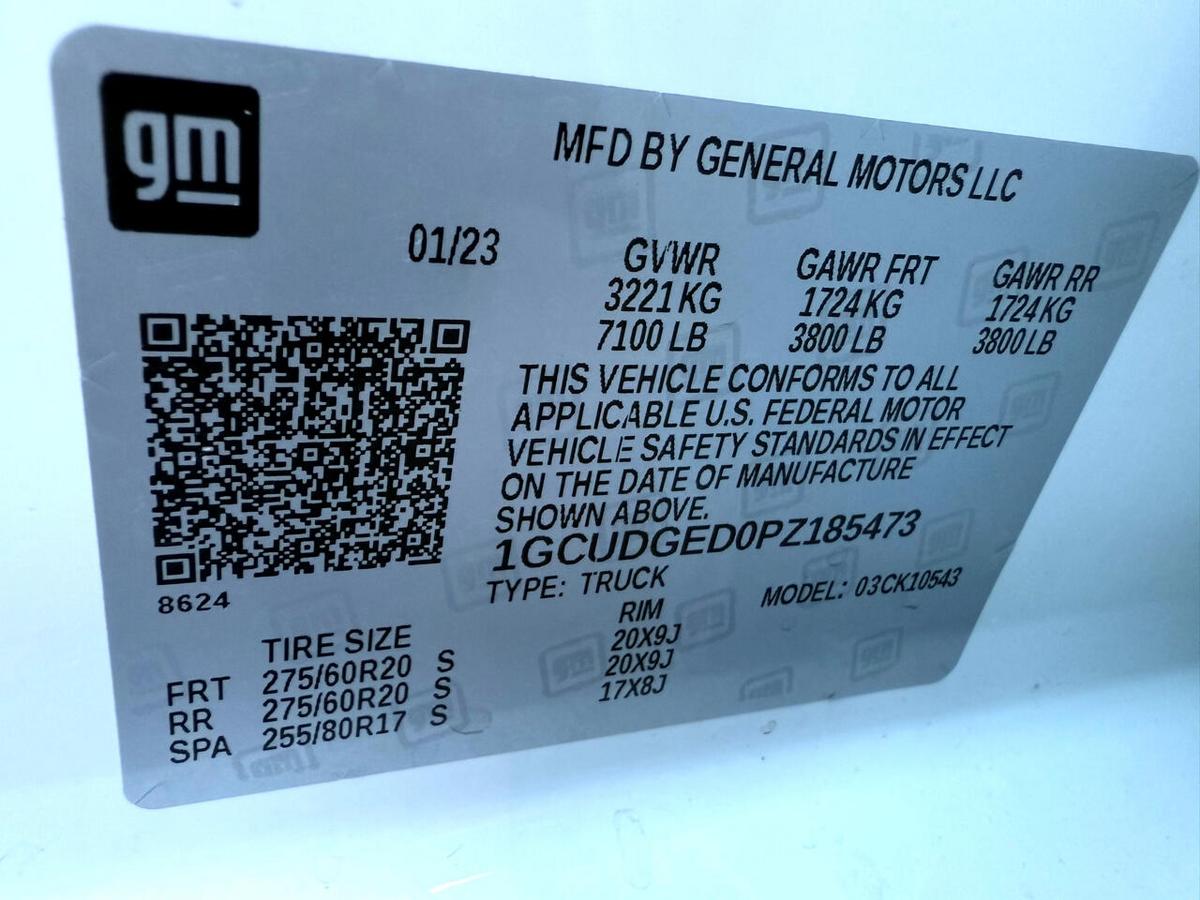 gm
MFD BY GENERAL MOTORS LLC
01/23 GVWR GAWR FRT GAWR RR
3221 KG 1724 KG 1724 KG
7100 LB 3800 LB 3800 LB
THIS VEHICLE CONFORMS TO ALL
APPLICABLE U.S. FEDERAL MOTOR
VEHICLE SAFETY STANDARDS IN EFFECT
ON THE DATE OF MANUFACTURE
SHOWN ABOVE.
1GCUDGED0PZ185473
TYPE: TRUCK MODEL: 03CK10543
8624
TIRE SIZE RIM
FRT 275/60R20 S 20X9J
RR 275/60R20 S 20X9J
SPA 255/80R17 S 17X8J